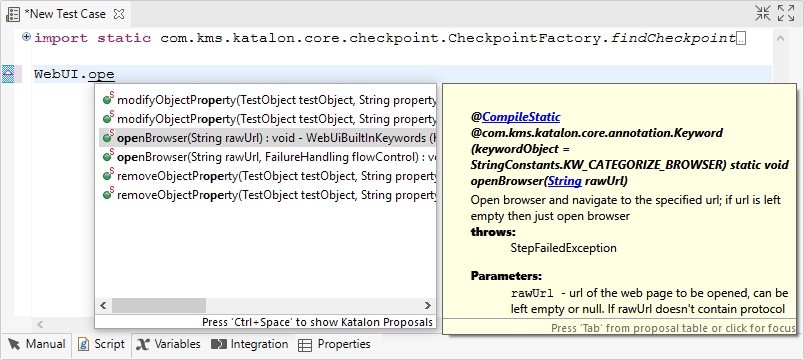 *New Test Case
import static com.kms.katalon.core.checkpoint.CheckpointFactory.findCheckpoint
WebUI.ope
modifyObjectProperty(TestObject testObject, String property
modifyObjectProperty(TestObject testObject, String property
openBrowser(String rawUrl) : void - WebUiBuiltInKeywords (
openBrowser(String rawUrl, FailureHandling flowControl) : vo
removeObjectProperty(TestObject testObject, String property
removeObjectProperty(TestObject testObject, String property
Press 'Ctrl+Space' to show Katalon Proposals
@CompileStatic
@com.kms.katalon.core.annotation.Keyword
(keywordObject =
StringConstants.KW_CATEGORIZE_BROWSER) static void
openBrowser(String rawUrl)
Open browser and navigate to the specified url; if url is left
empty then just open browser
throws:
StepFailedException
Parameters:
rawUrl - url of the web page to be opened, can be
left empty or null. If rawUrl doesn't contain protocol
Press 'Tab' from proposal table or click for focus
Manual Script Variables Integration Properties